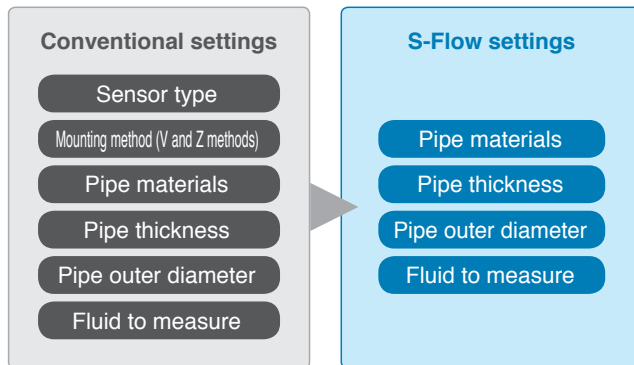 Conventional settings
Sensor type
Mounting method (V and Z methods)
Pipe materials
Pipe thickness
Pipe outer diameter
Fluid to measure
S-Flow settings
Pipe materials
Pipe thickness
Pipe outer diameter
Fluid to measure